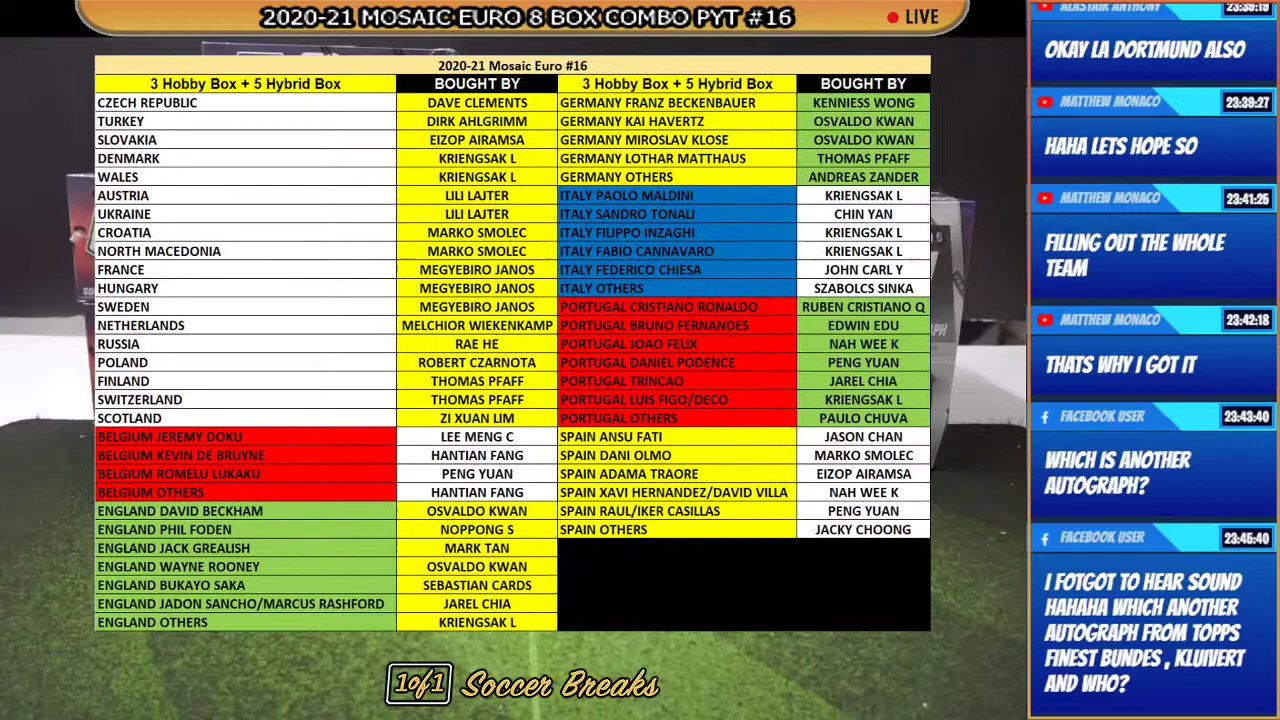 2020-21 MOSAIC EURO 8 BOX COMBO PYT #16
LIVE
2020-21 Mosaic Euro #16
3 Hobby Box + 5 Hybrid Box BOUGHT BY 3 Hobby Box + 5 Hybrid Box BOUGHT BY
CZECH REPUBLIC DAVE CLEMENTS GERMANY FRANZ BECKENBAUER KENNIESS WONG
TURKEY DIRK AHLGRIMM GERMANY KAI HAVERTZ OSVALDO KWAN
SLOVAKIA EIZOP AIRAMSA GERMANY MIROSLAV KLOSE OSVALDO KWAN
DENMARK KRIENGSAK L GERMANY LOTHAR MATTHAUS THOMAS PFAFF
WALES KRIENGSAK L GERMANY OTHERS ANDREAS ZANDER
AUSTRIA LILI LAJTER ITALY PAOLO MALDINI KRIENGSAK L
UKRAINE LILI LAJTER ITALY SANDRO TONALI CHIN YAN
CROATIA MARKO SMOLEC ITALY FILIPPO INZAGHI KRIENGSAK L
NORTH MACEDONIA MARKO SMOLEC ITALY FABIO CANNAVARO KRIENGSAK L
FRANCE MEGYEBIRO JANOS ITALY FEDERICO CHIESA JOHN CARL Y
HUNGARY MEGYEBIRO JANOS ITALY OTHERS SZABOLCS SINKA
SWEDEN MEGYEBIRO JANOS PORTUGAL CRISTIANO RONALDO RUBEN CRISTIANO Q
NETHERLANDS MELCHIOR WIEKENKAMP PORTUGAL BRUNO FERNANDES EDWIN EDU
RUSSIA RAE HE PORTUGAL JOAO FELIX NAH WEE K
POLAND ROBERT CZARNOTA PORTUGAL DANIEL PODENCE PENG YUAN
FINLAND THOMAS PFAFF PORTUGAL TRINCAO JAREL CHIA
SWITZERLAND THOMAS PFAFF PORTUGAL LUIS FIGO/DECO KRIENGSAK L
SCOTLAND ZI XUAN LIM PORTUGAL OTHERS PAULO CHUVA
BELGIUM JEREMY DOKU LEE MENG C SPAIN ANSU FATI JASON CHAN
BELGIUM KEVIN DE BRUYNE HANTIAN FANG SPAIN DANI OLMO MARKO SMOLEC
BELGIUM ROMELU LUKAKU PENG YUAN SPAIN ADAMA TRAORE EIZOP AIRAMSA
BELGIUM OTHERS HANTIAN FANG SPAIN XAVI HERNANDEZ/DAVID VILLA NAH WEE K
ENGLAND DAVID BECKHAM OSVALDO KWAN SPAIN RAUL/IKER CASILLAS PENG YUAN
ENGLAND PHIL FODEN NOPPONG S SPAIN OTHERS JACKY CHOONG
ENGLAND JACK GREALISH MARK TAN
ENGLAND WAYNE ROONEY OSVALDO KWAN
ENGLAND BUKAYO SAKA SEBASTIAN CARDS
ENGLAND JADON SANCHO/MARCUS RASHFORD JAREL CHIA
ENGLAND OTHERS KRIENGSAK L
1of1 Soccer Breaks
ALASTAIR ANTHONY 23:39:19
OKAY LA DORTMUND ALSO
MATTHEW MONACO 23:39:27
HAHA LETS HOPE SO
MATTHEW MONACO 23:41:25
FILLING OUT THE WHOLE
TEAM
MATTHEW MONACO 23:42:18
THATS WHY I GOT IT
FACEBOOK USER 23:43:40
WHICH IS ANOTHER
AUTOGRAPH?
FACEBOOK USER 23:45:40
I FOTGOT TO HEAR SOUND
HAHAHA WHICH ANOTHER
AUTOGRAPH FROM TOPPS
FINEST BUNDES , KLUIVERT
AND WHO?